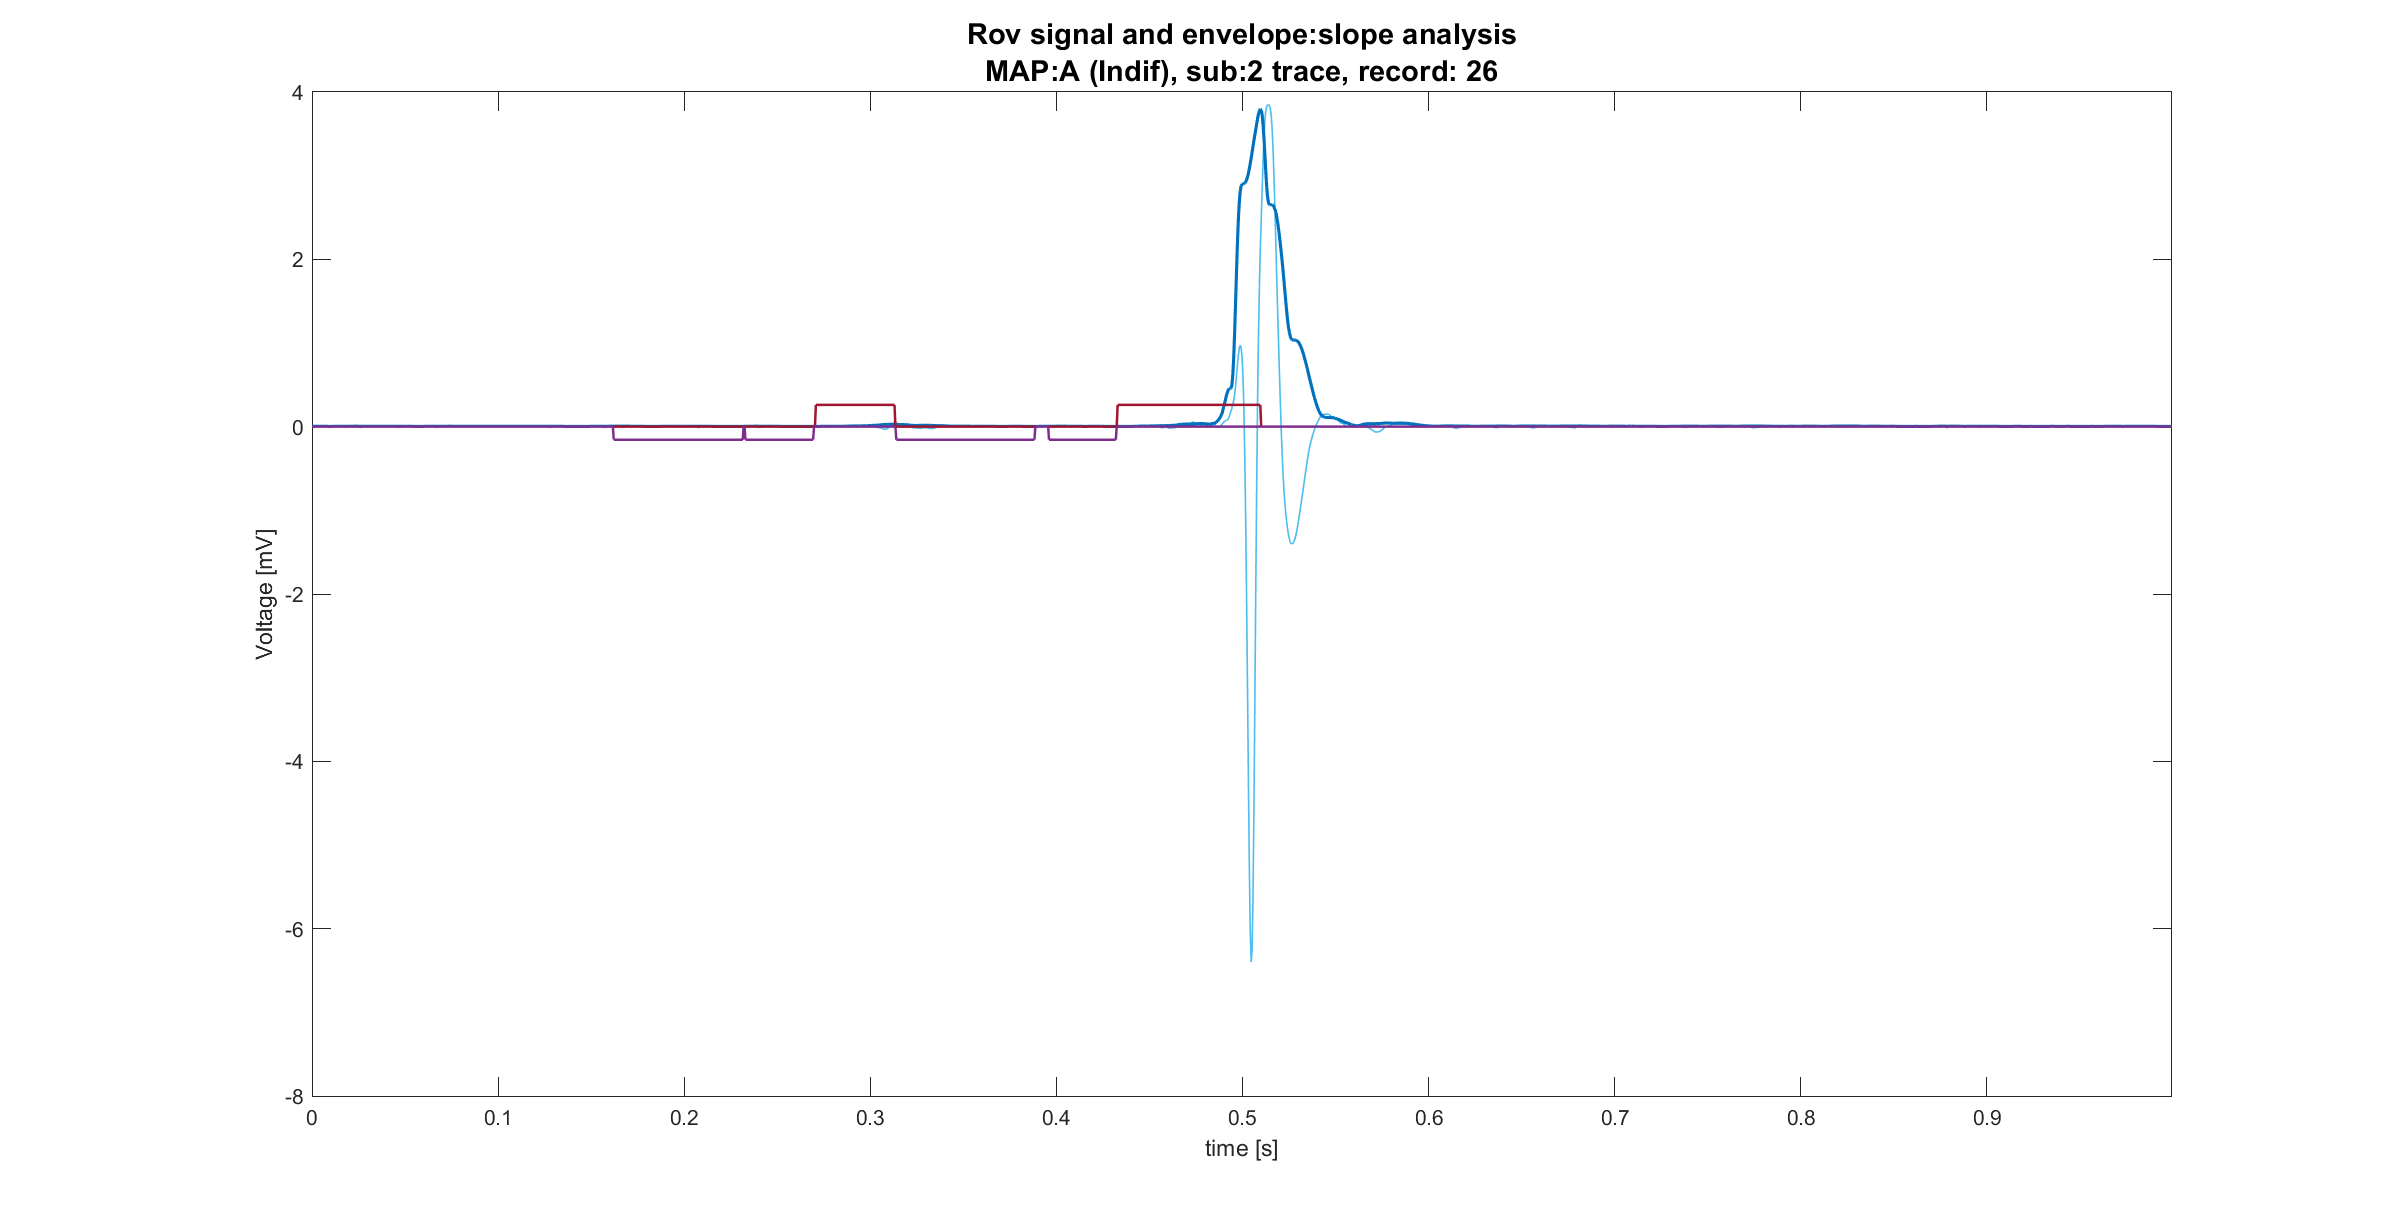 Rov signal and envelope:slope analysis
MAP:A (Indif), sub:2 trace, record: 26
4
2
0
-2
-4
-6
-8
Voltage [mV]
0 0.1 0.2 0.3 0.4 0.5 0.6 0.7 0.8 0.9
time [s]